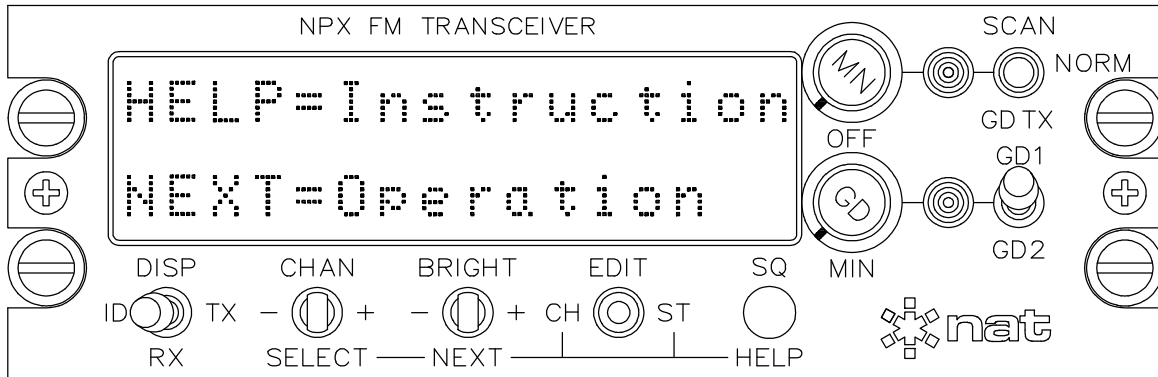 NPX FM TRANSCEIVER
SCAN
MIN
NORM
HELP=Instruction
OFF
GD TX
GD1
NEXT=Operation
GD
MIN
GD2
DISP CHAN BRIGHT EDIT SQ
ID TX - + - + CH ST
RX SELECT NEXT HELP
nat